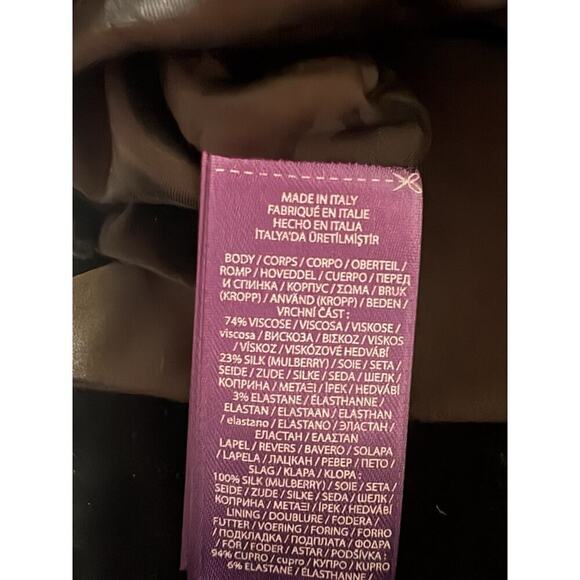 MADE IN ITALY
FABRIQUÉ EN ITALIE
HECHO EN ITALIA
İTALYA'DA ÜRETİLMİŞTİR
BODY / CORPS / CORPO / OBERTEIL /
ROMP / HOVEDDEL / CUERPO / ПЕРЕД
И СПИНКА / КОРПУС / ΣΩΜΑ / BRUK
(KROPP) / ANVÄND (KROPP) / BEDEN /
VRCHNÍ ČÁST :
74% VISCOSE / VISCOSA / VISKOSE /
viscosa / ВИСКОЗА / ΒΙΣΚΟΖ / VISKOS
/ VİSKOZ / VISKÓZOVÉ HEDVÁBÍ
23% SILK (MULBERRY) / SOIE / SETA /
SEIDE / ZIJDE / SILKE / SEDA / ШЕЛК /
КОПРИНА / ΜΕΤΑΞΙ / İPEK / HEDVÁBÍ
3% ELASTANE / ÉLASTHANNE /
ELASTAN / ELASTAAN / ELASTHAN
/ elastano / ELASTANO / ЭЛАСТАН /
ЕЛАСТАН / ΕΛΑΣΤΑΝ
LAPEL / REVERS / BAVERO / SOLAPA
/ LAPELA / ЛАЦКАН / РЕВЕР / ΠΕΤΟ /
SLAG / KLAPA / KLOPA :
100% SILK (MULBERRY) / SOIE / SETA /
SEIDE / ZIJDE / SILKE / SEDA / ШЕЛК /
КОПРИНА / ΜΕΤΑΞΙ / İPEK / HEDVÁBÍ
LINING / DOUBLURE / FODERA /
FUTTER / VOERING / FORING / FORRO
/ ПОДКЛАДКА / ПОДПЛАТА / ΦΟΔΡΑ
/ FÔR / FODER / ASTAR / PODŠÍVKA :
94% CUPRO / cupro / КУПРО / KUPRO
6% ELASTANE / ÉLASTHANNE /